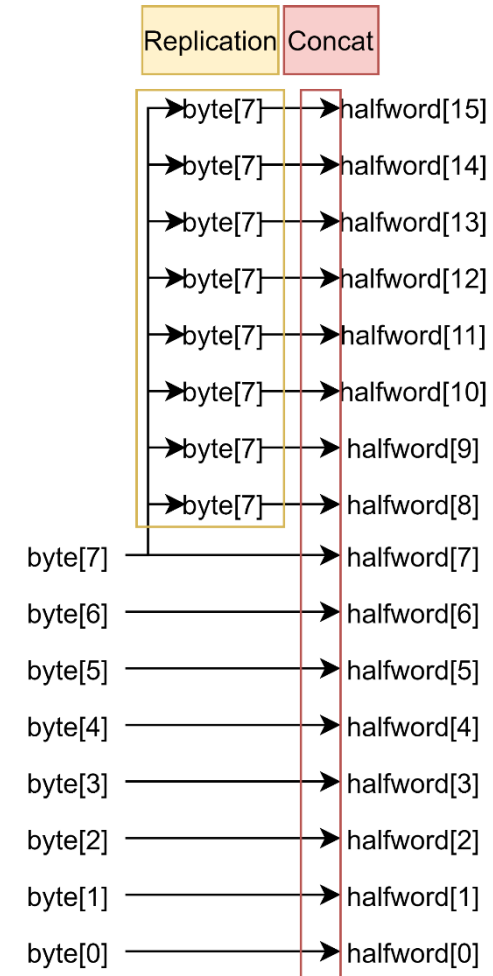 Replication Concat
byte[7] halfword[15]
byte[7] halfword[14]
byte[7] halfword[13]
byte[7] halfword[12]
byte[7] halfword[11]
byte[7] halfword[10]
byte[7] halfword[9]
byte[7] halfword[8]
byte[7] halfword[7]
byte[6] halfword[6]
byte[5] halfword[5]
byte[4] halfword[4]
byte[3] halfword[3]
byte[2] halfword[2]
byte[1] halfword[1]
byte[0] halfword[0]